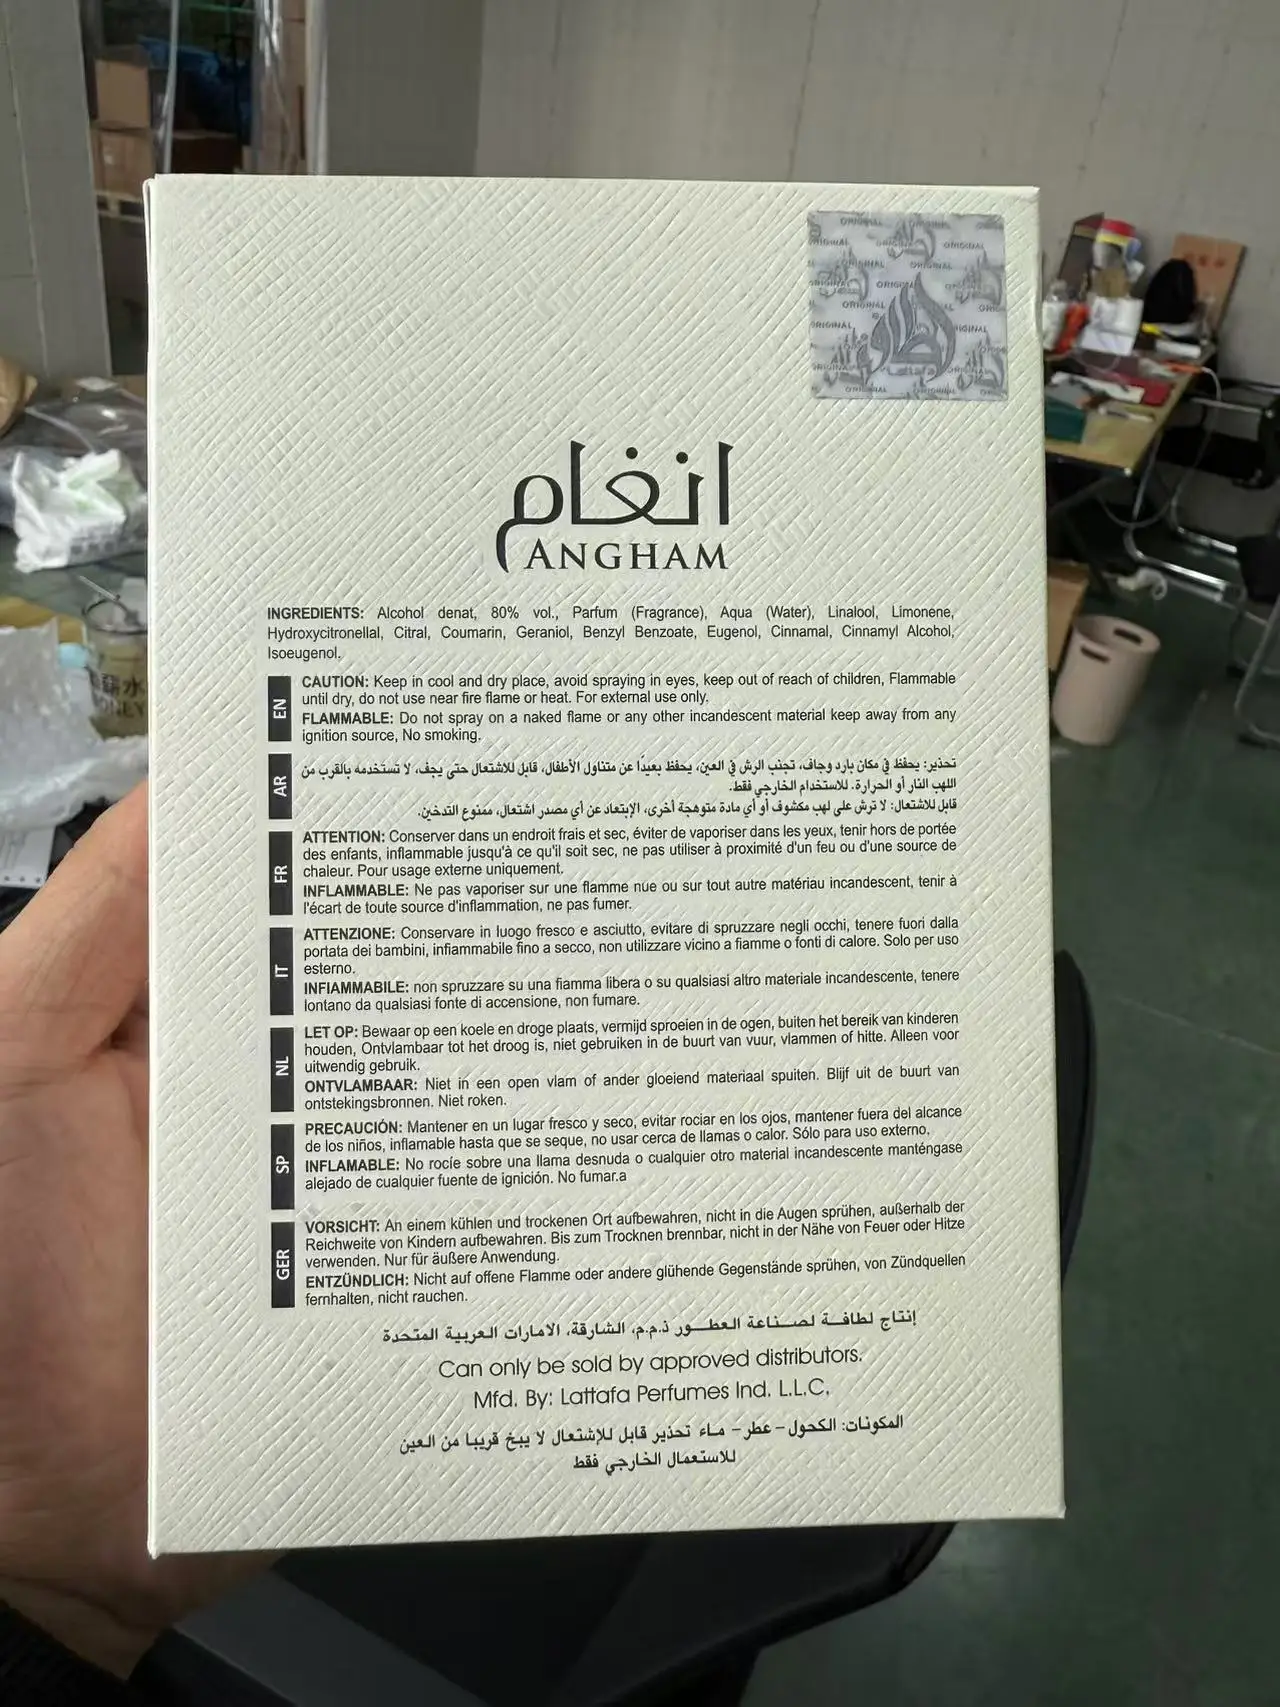 ORIGINAL
لطافة
Lattafa
انغام
ANGHAM
INGREDIENTS: Alcohol denat, 80% vol., Parfum (Fragrance), Aqua (Water), Linalool, Limonene,
Hydroxycitronellal, Citral, Coumarin, Geraniol, Benzyl Benzoate, Eugenol, Cinnamal, Cinnamyl Alcohol,
Isoeugenol.
EN
CAUTION: Keep in cool and dry place, avoid spraying in eyes, keep out of reach of children, Flammable
until dry, do not use near fire flame or heat. For external use only.
FLAMMABLE: Do not spray on a naked flame or any other incandescent material keep away from any
ignition source, No smoking.
AR
تحذير: يحفظ في مكان بارد وجاف، تجنب الرش في العين، يحفظ بعيداً عن متناول الأطفال، قابل للاشتعال حتى يجف، لا تستخدمه بالقرب من
اللهب النار أو الحرارة. للاستخدام الخارجي فقط.
قابل للاشتعال: لا ترش على لهب مكشوف أو أي مادة متوهجة أخرى، الإبتعاد عن أي مصدر اشتعال، ممنوع التدخين.
FR
ATTENTION: Conserver dans un endroit frais et sec, éviter de vaporiser dans les yeux, tenir hors de portée
des enfants, inflammable jusqu'à ce qu'il soit sec, ne pas utiliser à proximité d'un feu ou d'une source de
chaleur. Pour usage externe uniquement.
INFLAMMABLE: Ne pas vaporiser sur une flamme nue ou sur tout autre matériau incandescent, tenir à
l'écart de toute source d'inflammation, ne pas fumer.
IT
ATTENZIONE: Conservare in luogo fresco e asciutto, evitare di spruzzare negli occhi, tenere fuori dalla
portata dei bambini, infiammabile fino a secco, non utilizzare vicino a fiamme o fonti di calore. Solo per uso
esterno.
INFIAMMABILE: non spruzzare su una fiamma libera o su qualsiasi altro materiale incandescente, tenere
lontano da qualsiasi fonte di accensione, non fumare.
NL
LET OP: Bewaar op een koele en droge plaats, vermijd sproeien in de ogen, buiten het bereik van kinderen
houden, Ontvlambaar tot het droog is, niet gebruiken in de buurt van vuur, vlammen of hitte. Alleen voor
uitwendig gebruik.
ONTVLAMBAAR: Niet in een open vlam of ander gloeiend materiaal spuiten. Blijf uit de buurt van
ontstekingsbronnen. Niet roken.
SP
PRECAUCIÓN: Mantener en un lugar fresco y seco, evitar rociar en los ojos, mantener fuera del alcance
de los niños, inflamable hasta que se seque, no usar cerca de llamas o calor. Sólo para uso externo.
INFLAMABLE: No rocíe sobre una llama desnuda o cualquier otro material incandescente manténgase
alejado de cualquier fuente de ignición. No fumar.a
GER
VORSICHT: An einem kühlen und trockenen Ort aufbewahren, nicht in die Augen sprühen, außerhalb der
Reichweite von Kindern aufbewahren. Bis zum Trocknen brennbar, nicht in der Nähe von Feuer oder Hitze
verwenden. Nur für äußere Anwendung.
ENTZÜNDLICH: Nicht auf offene Flamme oder andere glühende Gegenstände sprühen, von Zündquellen
fernhalten, nicht rauchen.
إنتاج لطافة لصناعة العطور ذ.م.م، الشارقة، الامارات العربية المتحدة
Can only be sold by approved distributors.
Mfd. By: Lattafa Perfumes Ind. L.L.C.
المكونات: الكحول - عطر - ماء تحذير قابل للإشتعال لا يبخ قريبا من العين
للاستعمال الخارجي فقط